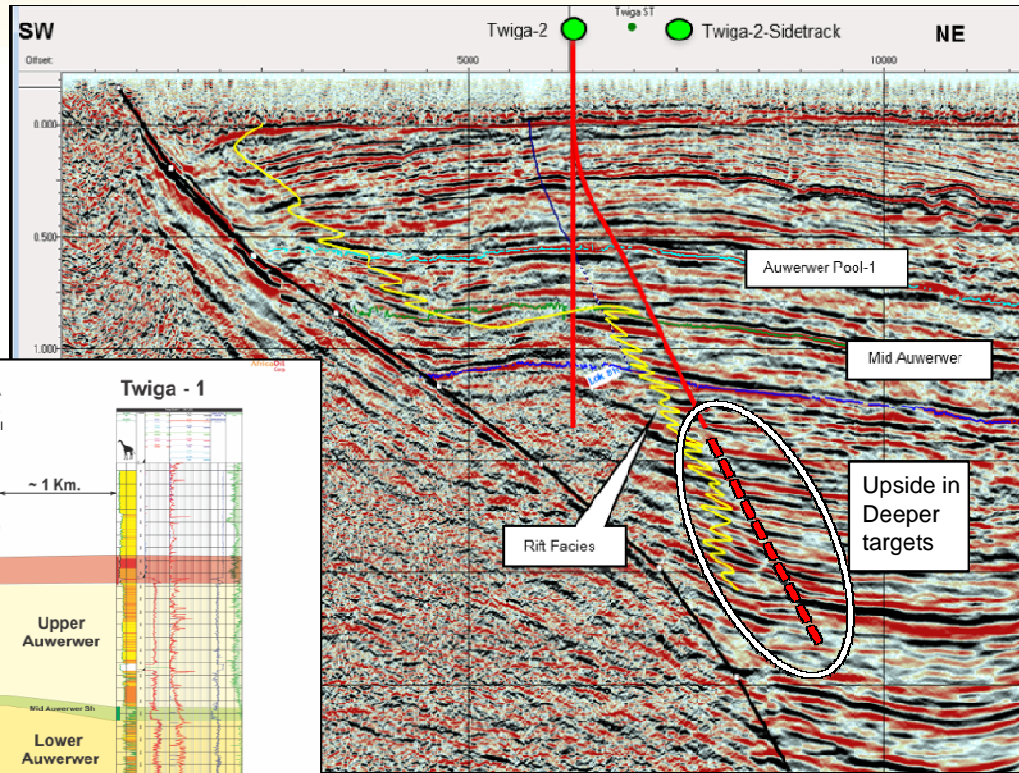 SW
Twiga-2
Twiga ST
Twiga-2-Sidetrack
NE
Offset:
5000
10000
0.000
0.500
1.000
Auwerwer Pool-1
Mid Auwerwer
Upside in
Deeper
targets
Rift Facies
AfricaOil
Corp.
Twiga - 1
~ 1 Km.
Upper
Auwerwer
Mid Auwerwer Sh
Lower
Auwerwer